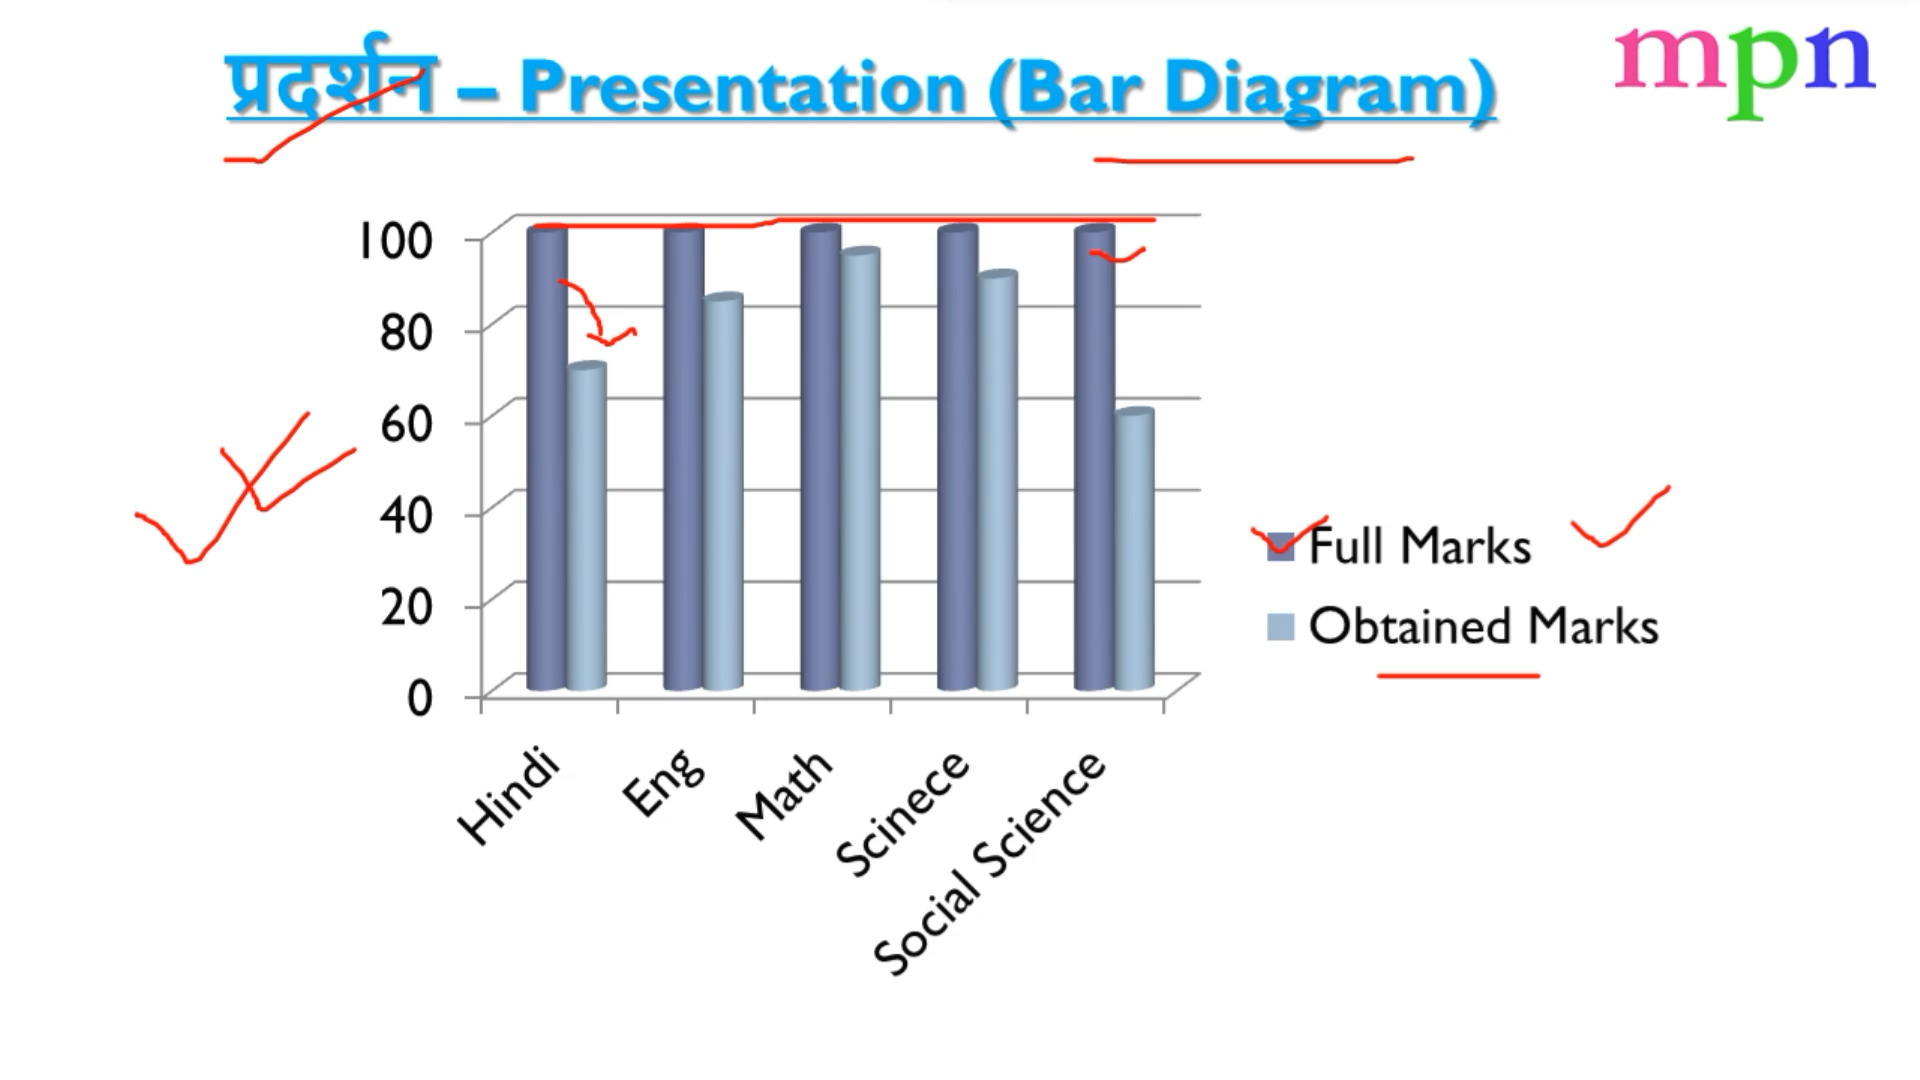 प्रदर्शन – Presentation (Bar Diagram)
mpn
100
80
60
40
20
0
Hindi
Eng
Math
Scinece
Social Science
Full Marks
Obtained Marks